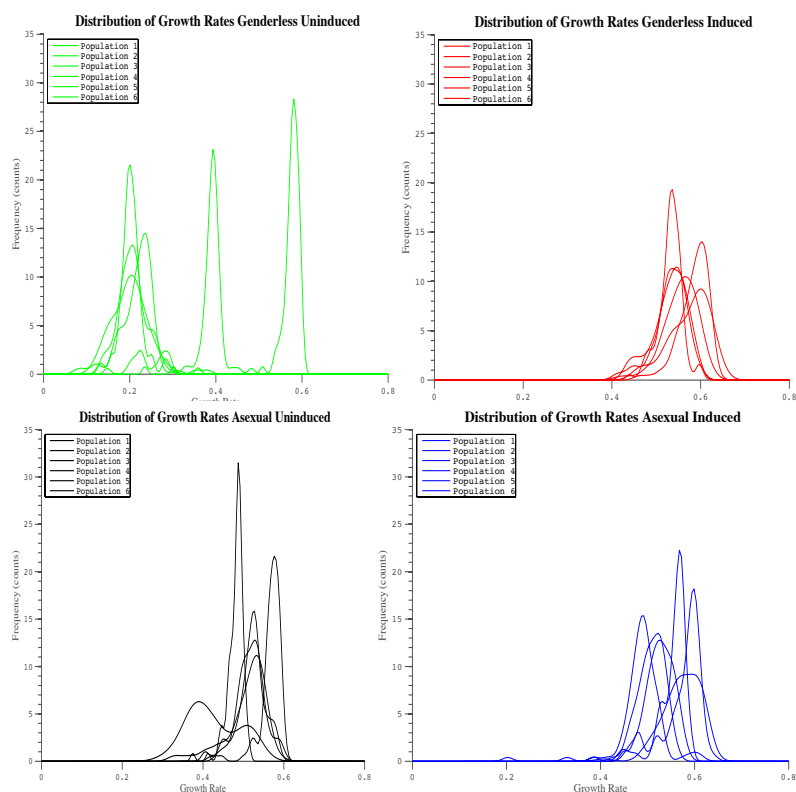 Distribution of Growth Rates Genderless Uninduced
35
30
25
20
15
10
5
0
Frequency (counts)
Population 1
Population 2
Population 3
Population 4
Population 5
Population 6
0
0.2
0.4
0.6
0.8
Growth Rate
Distribution of Growth Rates Genderless Induced
35
30
25
20
15
10
5
0
Frequency (counts)
Population 1
Population 2
Population 3
Population 4
Population 5
Population 6
0
0.2
0.4
0.6
0.8
Distribution of Growth Rates Asexual Uninduced
35
30
25
20
15
10
5
0
Frequency (counts)
Population 1
Population 2
Population 3
Population 4
Population 5
Population 6
0
0.2
0.4
0.6
0.8
Growth Rate
Distribution of Growth Rates Asexual Induced
35
30
25
20
15
10
5
0
Frequency (counts)
Population 1
Population 2
Population 3
Population 4
Population 5
Population 6
0
0.2
0.4
0.6
0.8
Growth Rate